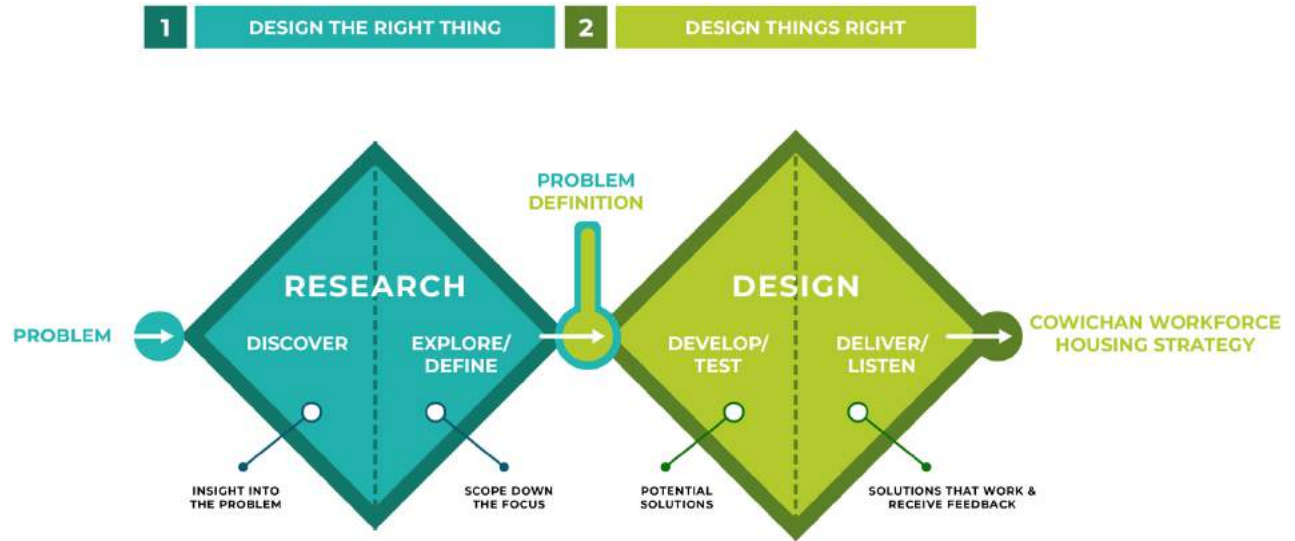 1
DESIGN THE RIGHT THING
2
DESIGN THINGS RIGHT
PROBLEM
RESEARCH
DISCOVER
EXPLORE/
DEFINE
INSIGHT INTO
THE PROBLEM
SCOPE DOWN
THE FOCUS
PROBLEM
DEFINITION
DESIGN
DEVELOP/
TEST
DELIVER/
LISTEN
POTENTIAL
SOLUTIONS
SOLUTIONS THAT WORK &
RECEIVE FEEDBACK
COWICHAN WORKFORCE
HOUSING STRATEGY